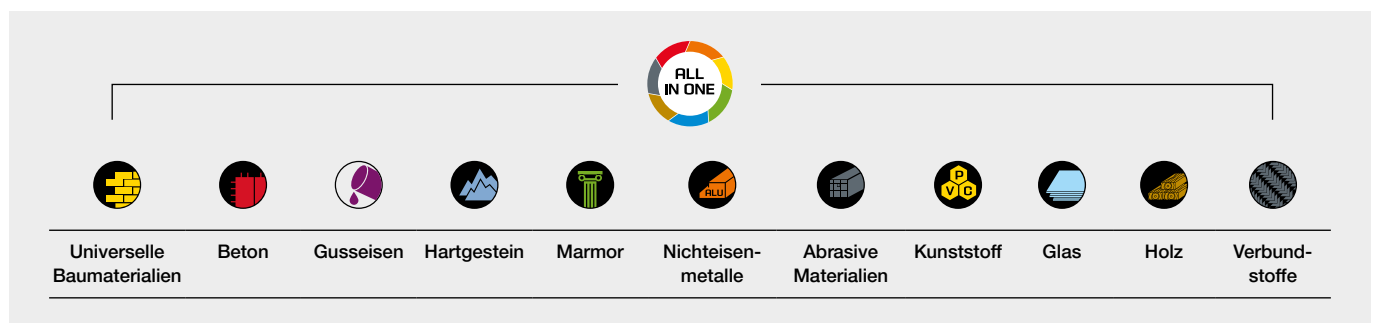 ALL
IN ONE
ALU
P
V C
Universelle
Baumaterialien
Beton
Gusseisen
Hartgestein
Marmor
Nichteisen-
metalle
Abrasive
Materialien
Kunststoff
Glas
Holz
Verbund-
stoffe